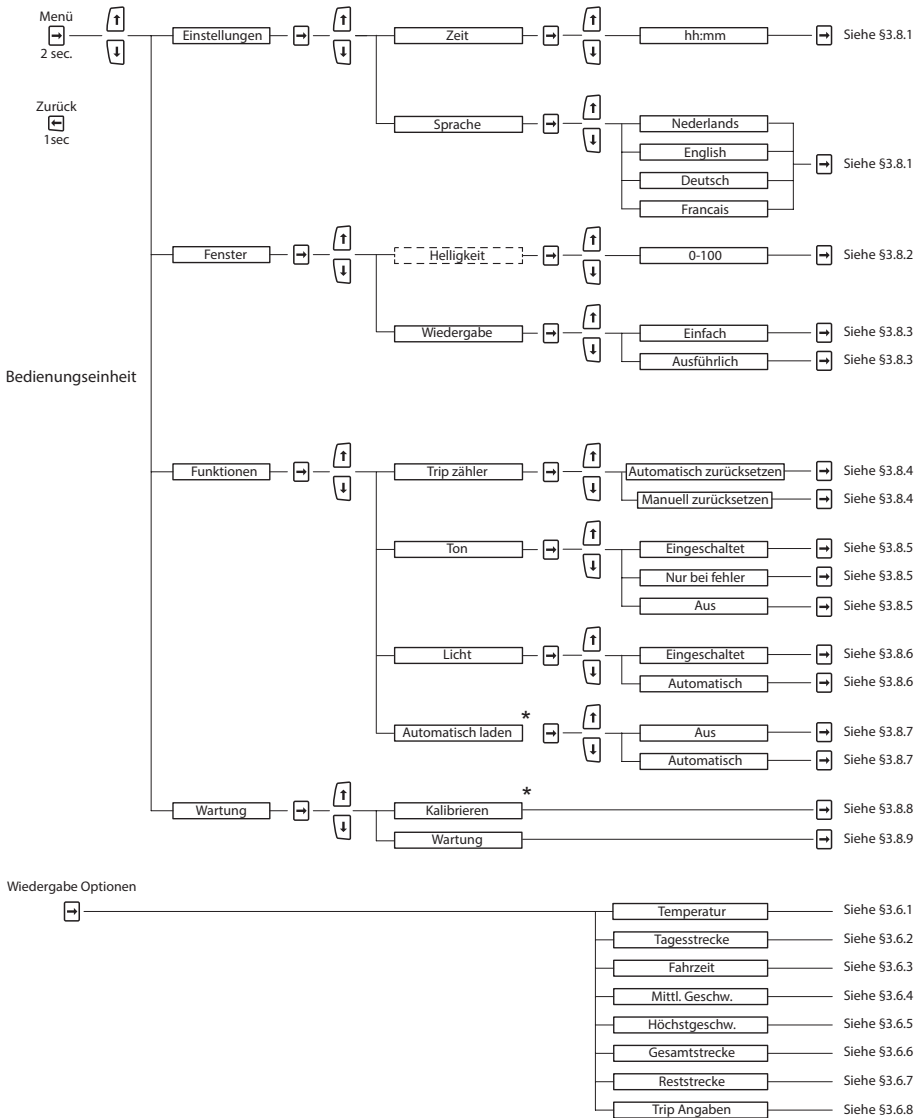 Menü
2 sec.
Einstellungen
Zeit
hh:mm
Siehe §3.8.1
Zurück
1sec
Sprache
Nederlands
English
Deutsch
Francais
Siehe §3.8.1
Fenster
Helligkeit
0-100
Siehe §3.8.2
Wiedergabe
Einfach
Siehe §3.8.3
Ausführlich
Siehe §3.8.3
Bedienungseinheit
Funktionen
Trip zähler
Automatisch zurücksetzen
Siehe §3.8.4
Manuell zurücksetzen
Siehe §3.8.4
Ton
Eingeschaltet
Siehe §3.8.5
Nur bei fehler
Siehe §3.8.5
Aus
Siehe §3.8.5
Licht
Eingeschaltet
Siehe §3.8.6
Automatisch
Siehe §3.8.6
Automatisch laden *
Aus
Siehe §3.8.7
Automatisch
Siehe §3.8.7
Wartung
Kalibrieren *
Siehe §3.8.8
Wartung
Siehe §3.8.9
Wiedergabe Optionen
Temperatur
Siehe §3.6.1
Tagesstrecke
Siehe §3.6.2
Fahrzeit
Siehe §3.6.3
Mittl. Geschw.
Siehe §3.6.4
Höchstgeschw.
Siehe §3.6.5
Gesamtstrecke
Siehe §3.6.6
Reststrecke
Siehe §3.6.7
Trip Angaben
Siehe §3.6.8